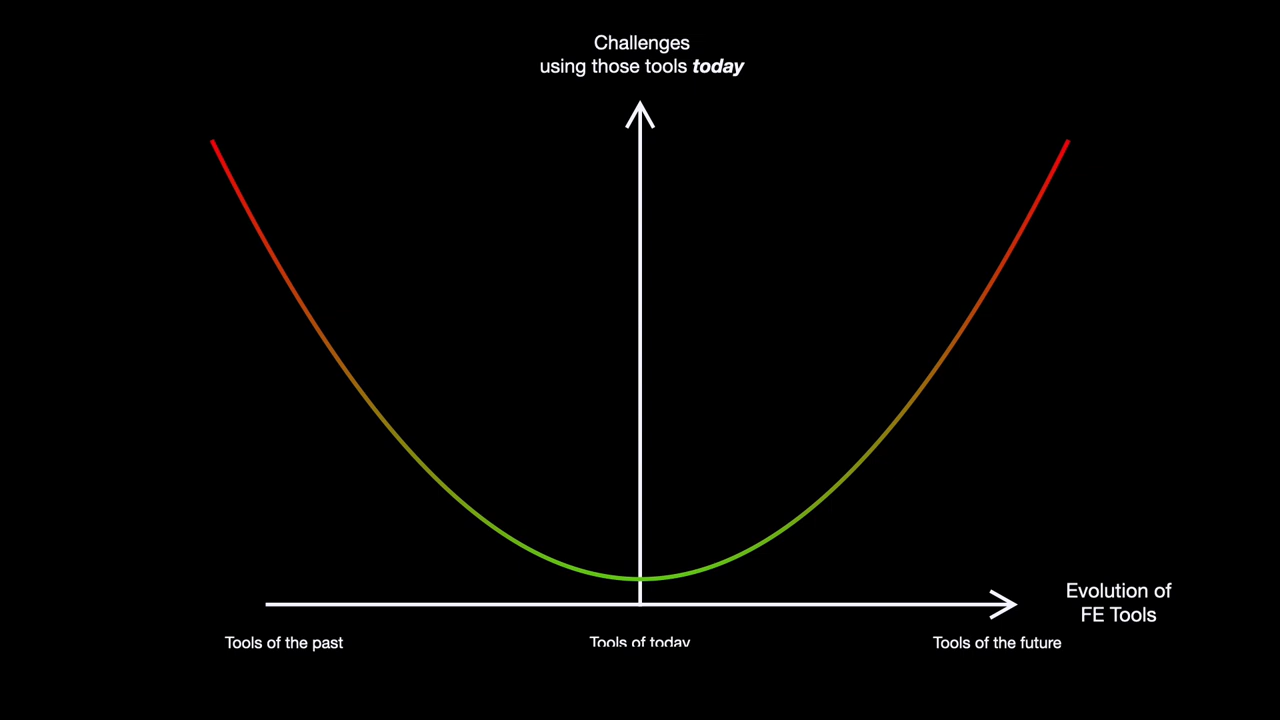 Challenges
using those tools today
Evolution of
FE Tools
Tools of the past
Tools of today
Tools of the future